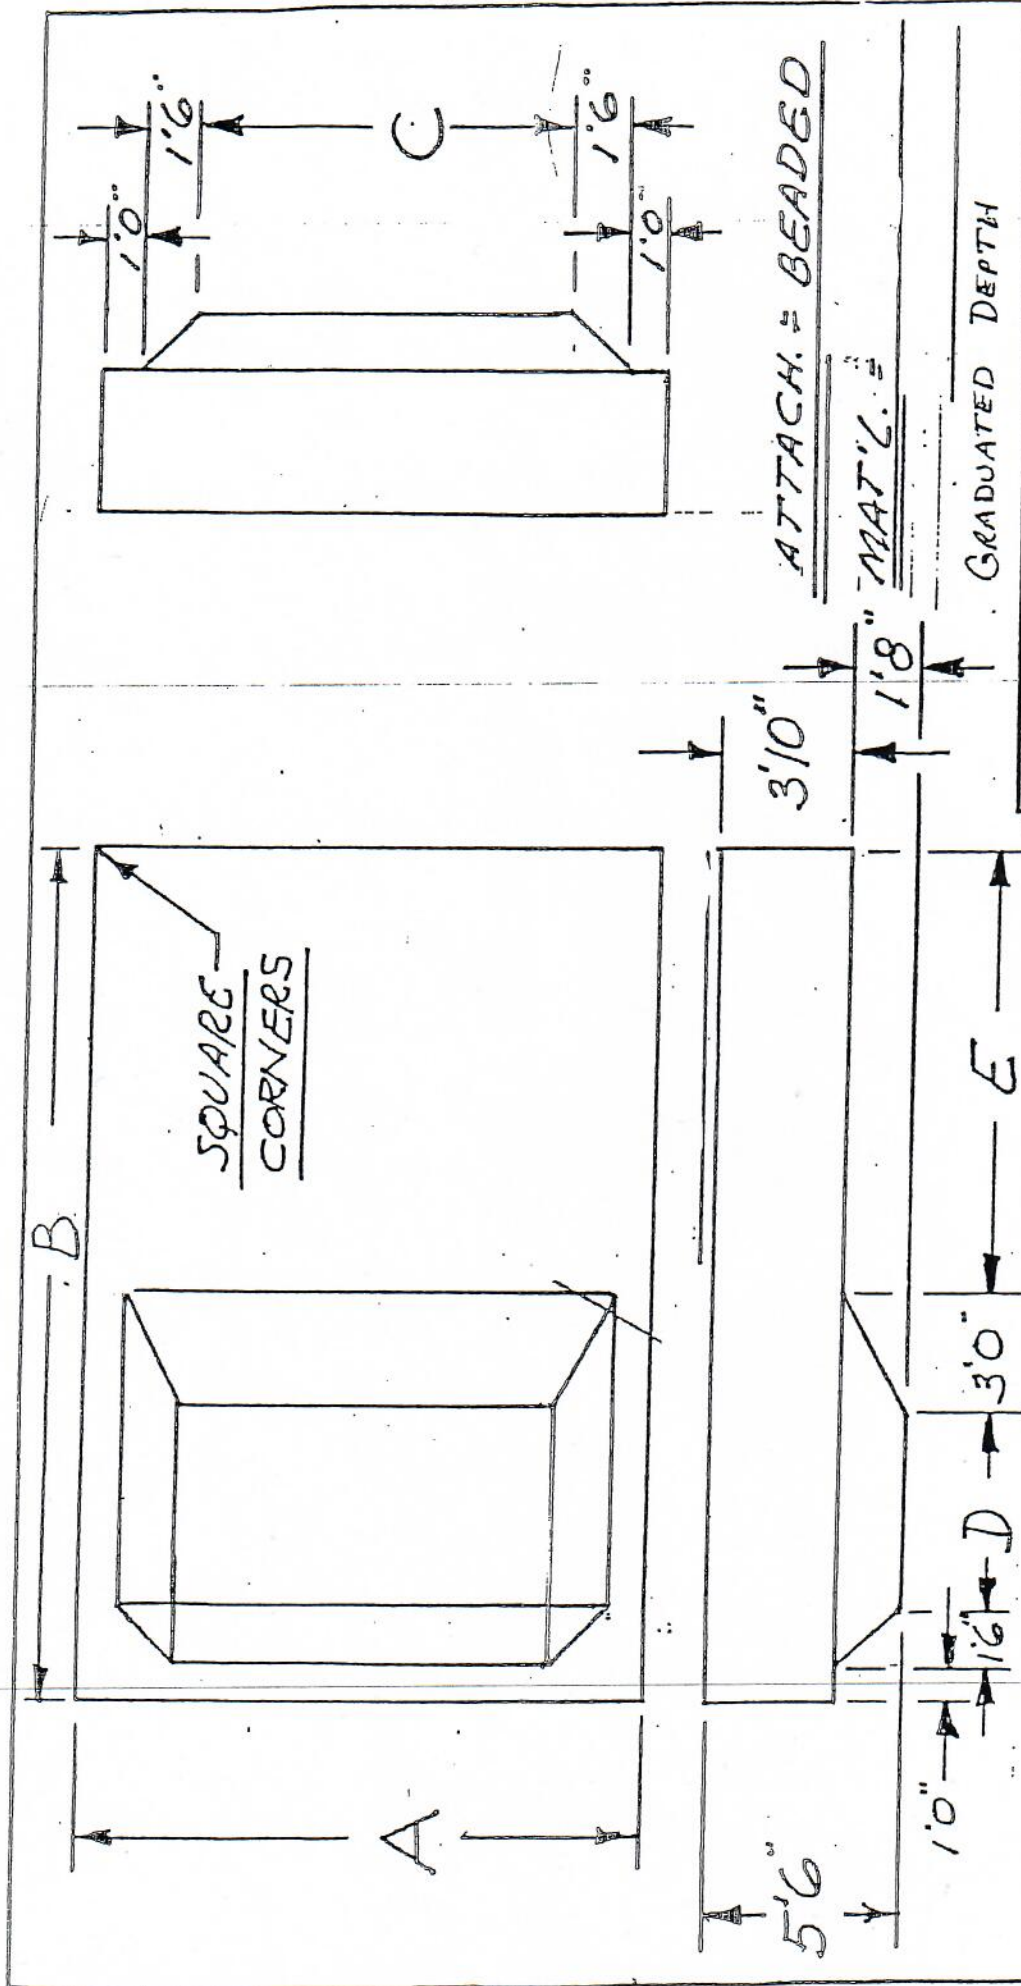 B
1'0"
1'6"
SQUARE
CORNERS
A
C
1'6"
1'0"
3'10"
5'6"
ATTACH. = BEADED
1'8"
MAT'L. =
1'0"
1'6"
D
3'0"
E
GRADUATED DEPTH